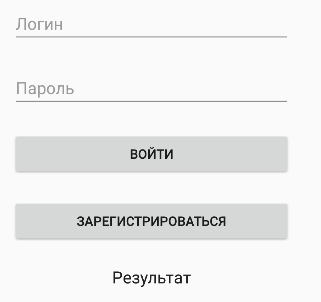 Логин
Пароль
ВОЙТИ
ЗАРЕГИСТРИРОВАТЬСЯ
Результат